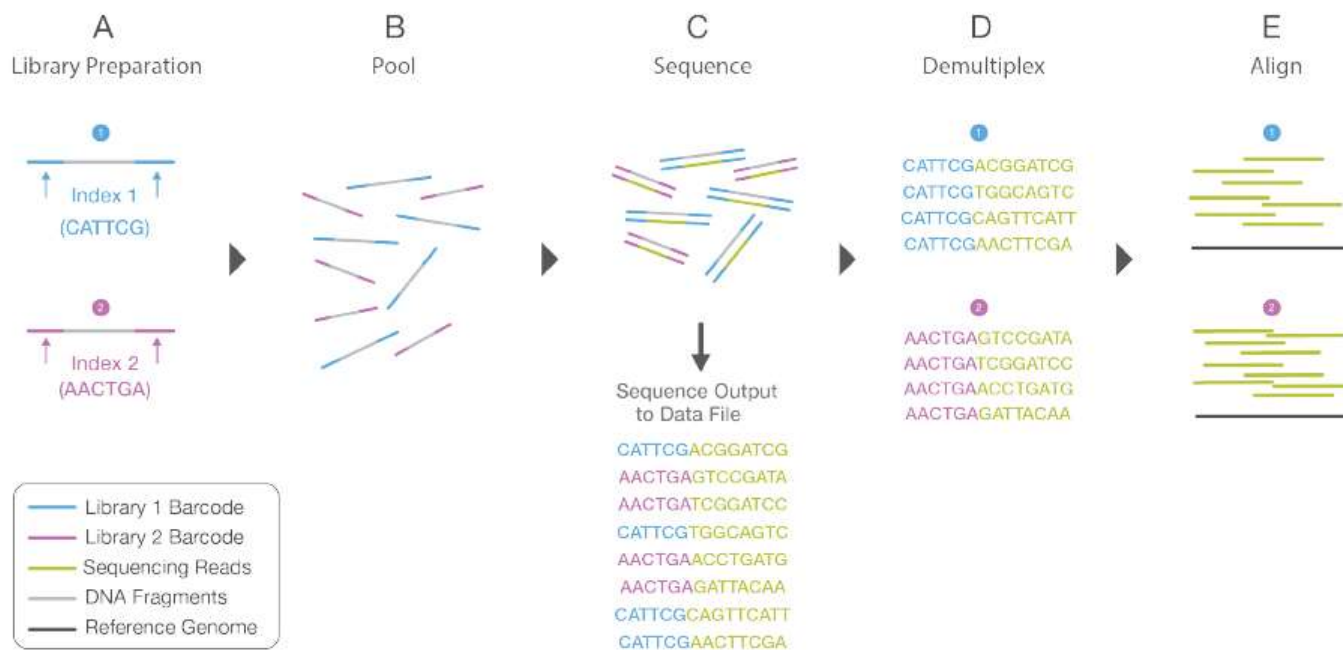 A
Library Preparation
1
Index 1
(CATTCG)
2
Index 2
(AACTGA)
Library 1 Barcode
Library 2 Barcode
Sequencing Reads
DNA Fragments
Reference Genome
B
Pool
C
Sequence
Sequence Output
to Data File
CATTCGACGGATCG
AACTGAGTCCGATA
AACTGATCGGATCC
CATTCGTGGCAGTC
AACTGAACCTGATG
AACTGAGATTACAA
CATTCGCAGTTCATT
CATTCGAACTTCGA
D
Demultiplex
1
CATTCGACGGATCG
CATTCGTGGCAGTC
CATTCGCAGTTCATT
CATTCGAACTTCGA
2
AACTGAGTCCGATA
AACTGATCGGATCC
AACTGAACCTGATG
AACTGAGATTACAA
E
Align
1
2